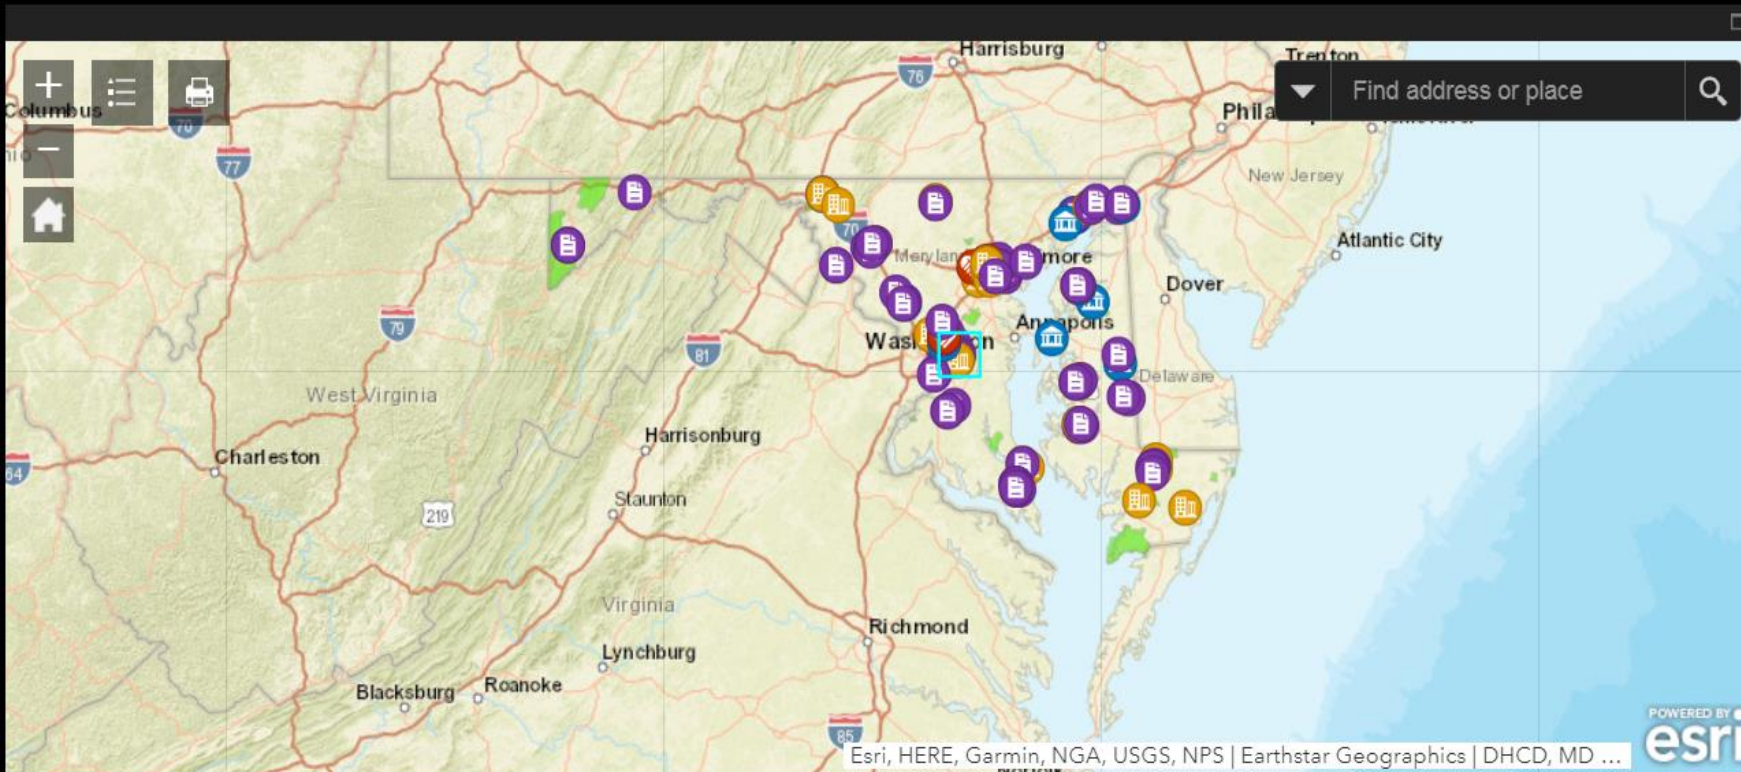 Harrisburg
Trenton
76
Find address or place
Columbus
70
Phila
77
New Jersey
70
Maryland
more
Atlantic City
Dover
79
Annapolis
Was on
81
Delaware
West Virginia
Harrisonburg
Charleston
64
Staunton
219
Virginia
Richmond
Lynchburg
Roanoke
Blacksburg
85
POWERED BY
esri
Esri, HERE, Garmin, NGA, USGS, NPS | Earthstar Geographics | DHCD, MD ...